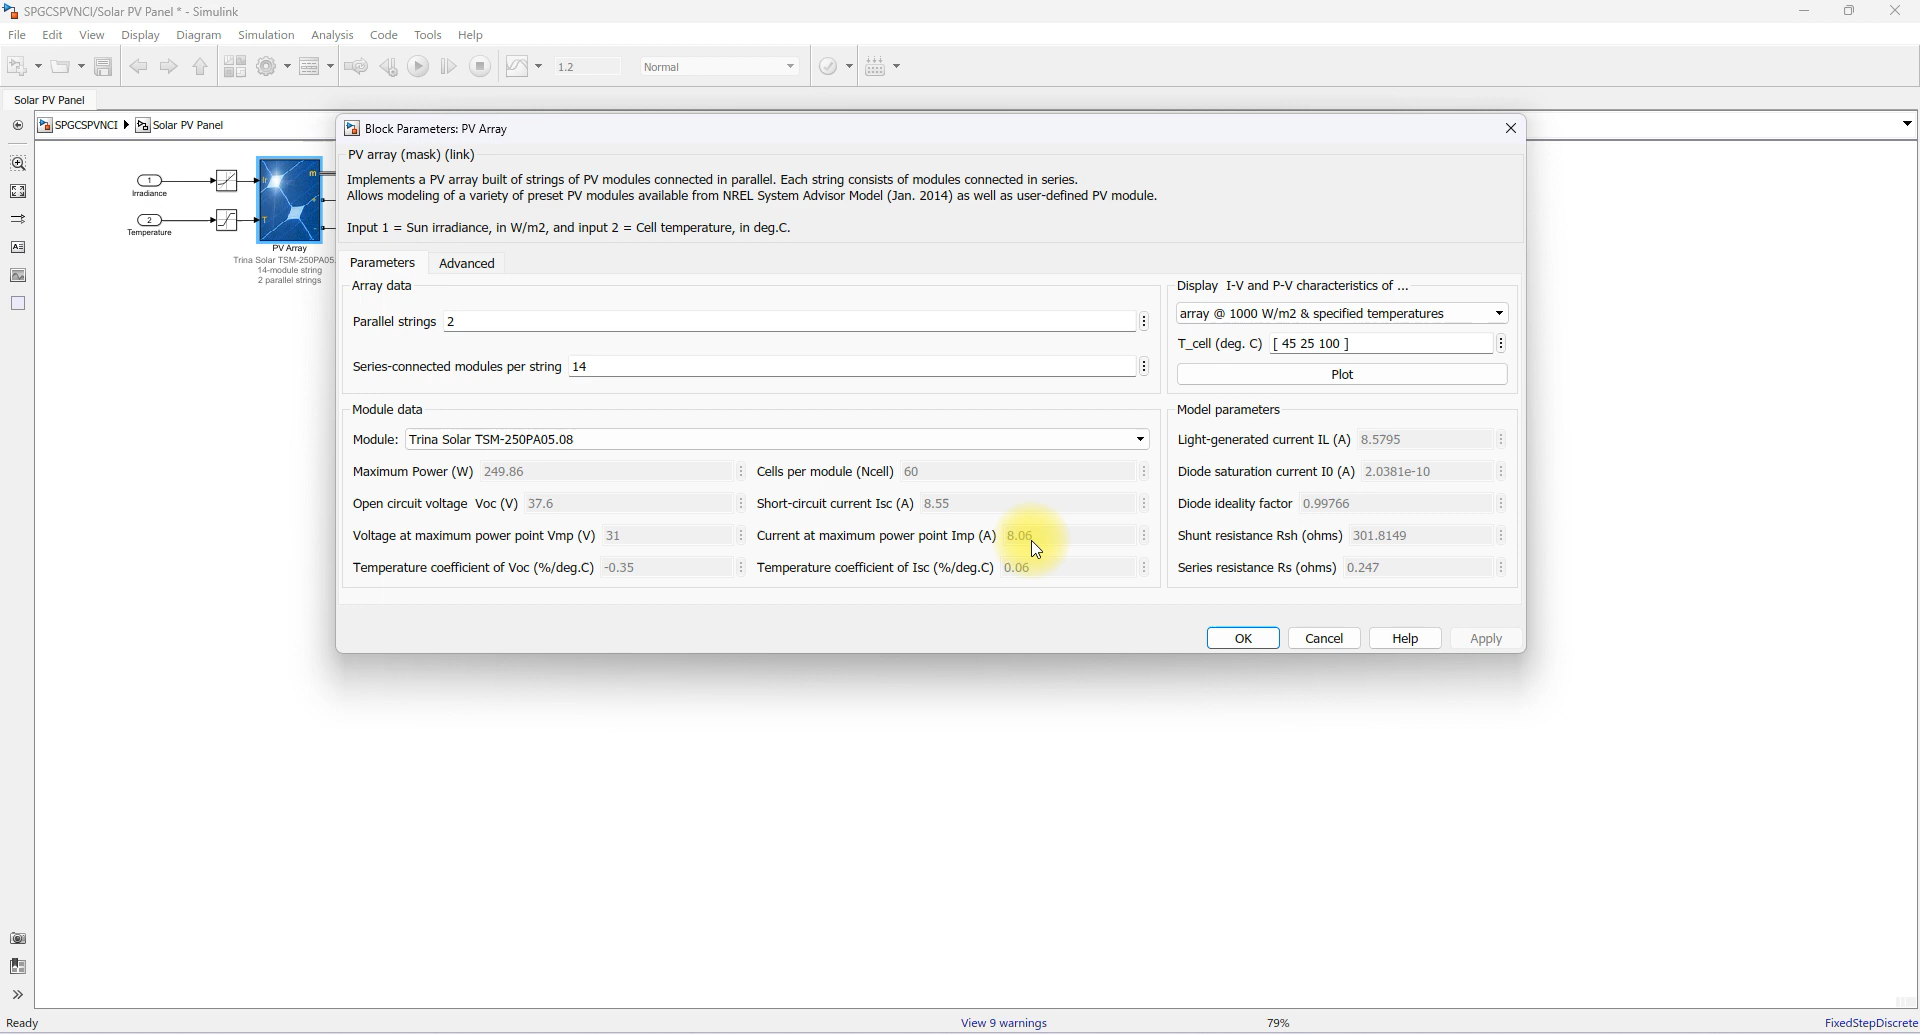 SPGCSPVNCI/Solar PV Panel * - Simulink
File Edit View Display Diagram Simulation Analysis Code Tools Help
1.2 Normal
Solar PV Panel
SPGCSPVNCI Solar PV Panel
Block Parameters: PV Array
PV array (mask) (link)
Implements a PV array built of strings of PV modules connected in parallel. Each string consists of modules connected in series.
Allows modeling of a variety of preset PV modules available from NREL System Advisor Model (Jan. 2014) as well as user-defined PV module.
Input 1 = Sun irradiance, in W/m2, and input 2 = Cell temperature, in deg.C.
1
Irradiance
2
Temperature
Ir
T
m
+
-
PV Array
Trina Solar TSM-250PA05.
14-module string
2 parallel strings
Parameters Advanced
Array data
Parallel strings 2
Series-connected modules per string 14
Display I-V and P-V characteristics of ...
array @ 1000 W/m2 & specified temperatures
T_cell (deg. C) [ 45 25 100 ]
Plot
Module data
Module: Trina Solar TSM-250PA05.08
Maximum Power (W) 249.86 Cells per module (Ncell) 60
Open circuit voltage Voc (V) 37.6 Short-circuit current Isc (A) 8.55
Voltage at maximum power point Vmp (V) 31 Current at maximum power point Imp (A) 8.06
Temperature coefficient of Voc (%/deg.C) -0.35 Temperature coefficient of Isc (%/deg.C) 0.06
Model parameters
Light-generated current IL (A) 8.5795
Diode saturation current I0 (A) 2.0381e-10
Diode ideality factor 0.99766
Shunt resistance Rsh (ohms) 301.8149
Series resistance Rs (ohms) 0.247
OK Cancel Help Apply
Ready View 9 warnings 79% FixedStepDiscrete